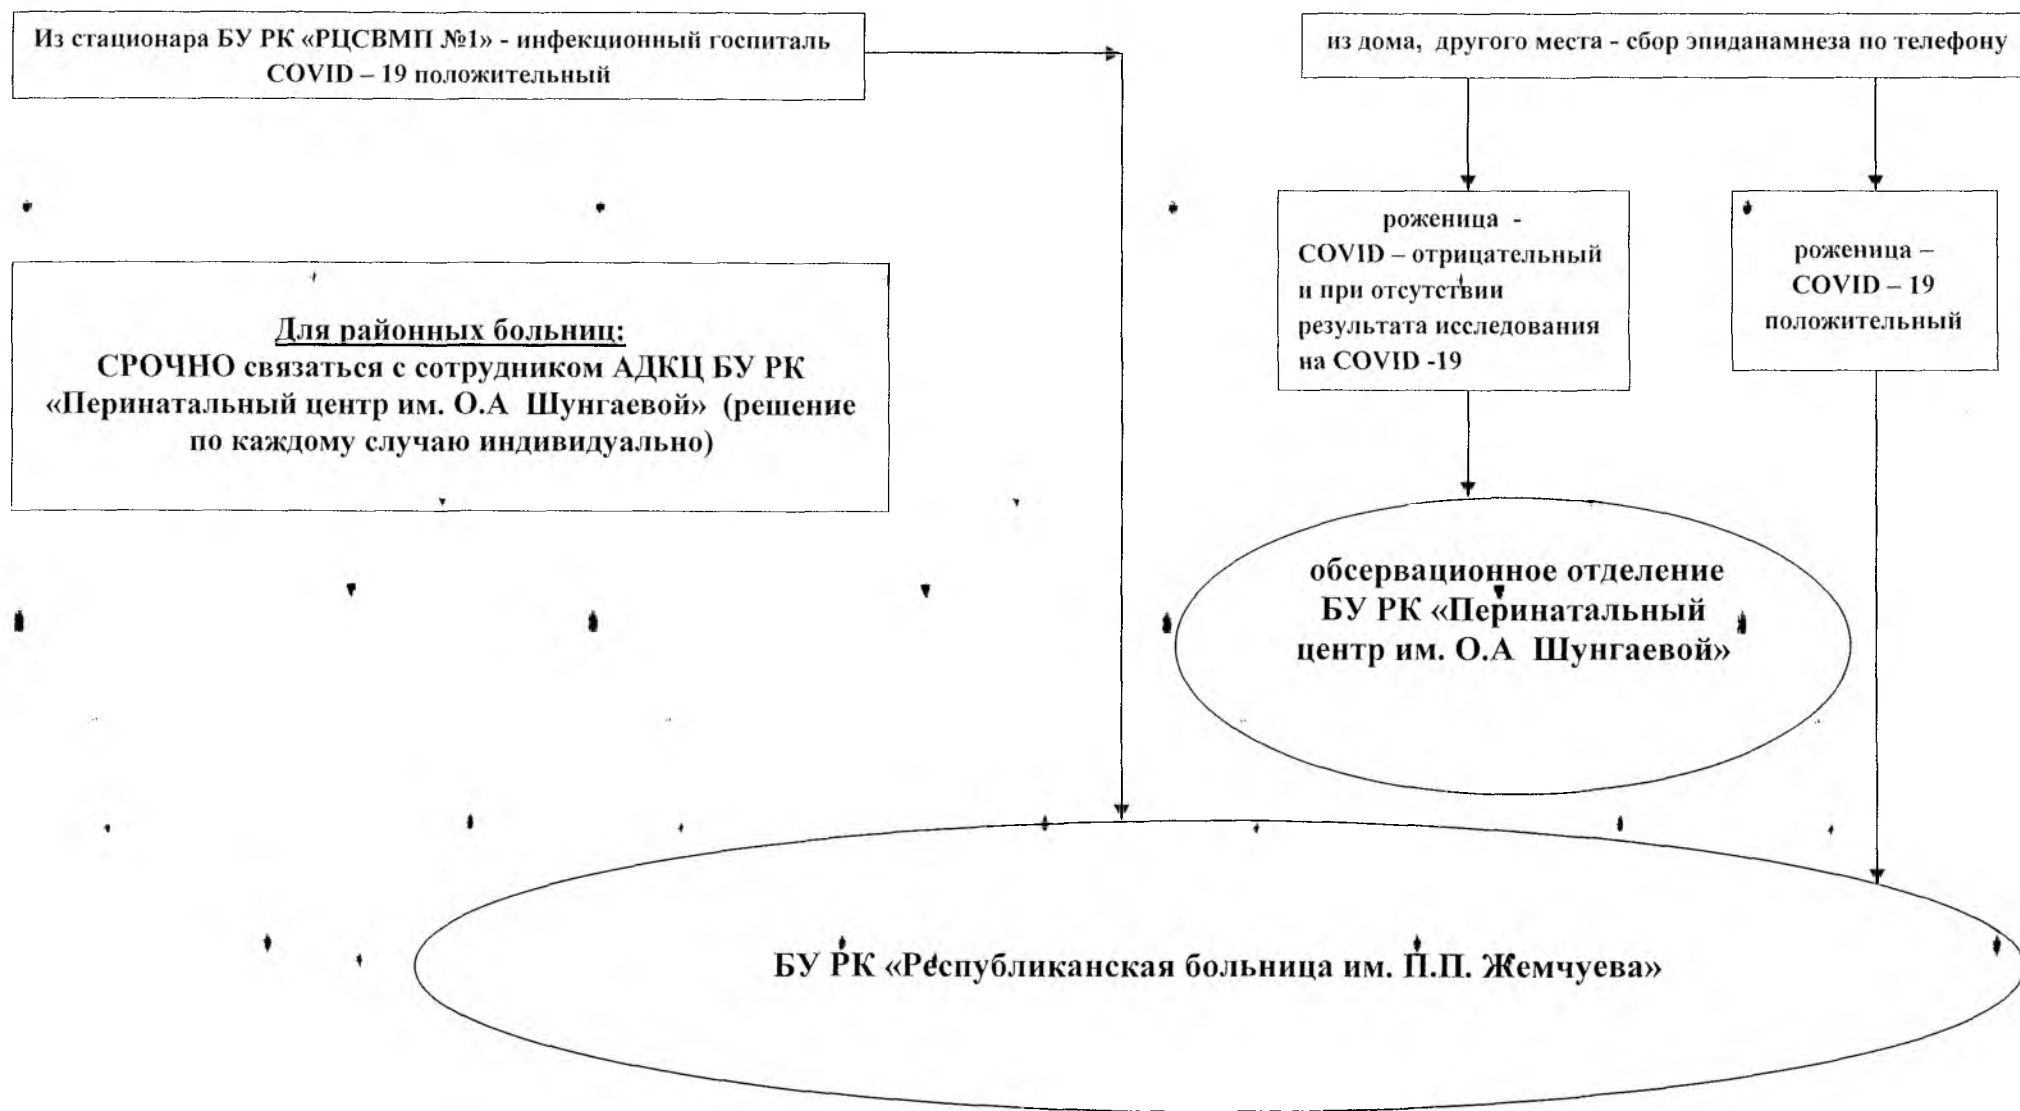 Из стационара БУ РК «РЦСВМП №1» - инфекционный госпиталь
COVID – 19 положительный
из дома, другого места - сбор эпиданамнеза по телефону
роженица -
COVID – отрицательный
и при отсутствии
результата исследования
на COVID -19
роженица –
COVID – 19
положительный
Для районных больниц:
СРОЧНО связаться с сотрудником АДКЦ БУ РК
«Перинатальный центр им. О.А Шунгаевой» (решение
по каждому случаю индивидуально)
обсервационное отделение
БУ РК «Перинатальный
центр им. О.А Шунгаевой»
БУ РК «Республиканская больница им. П.П. Жемчуева»